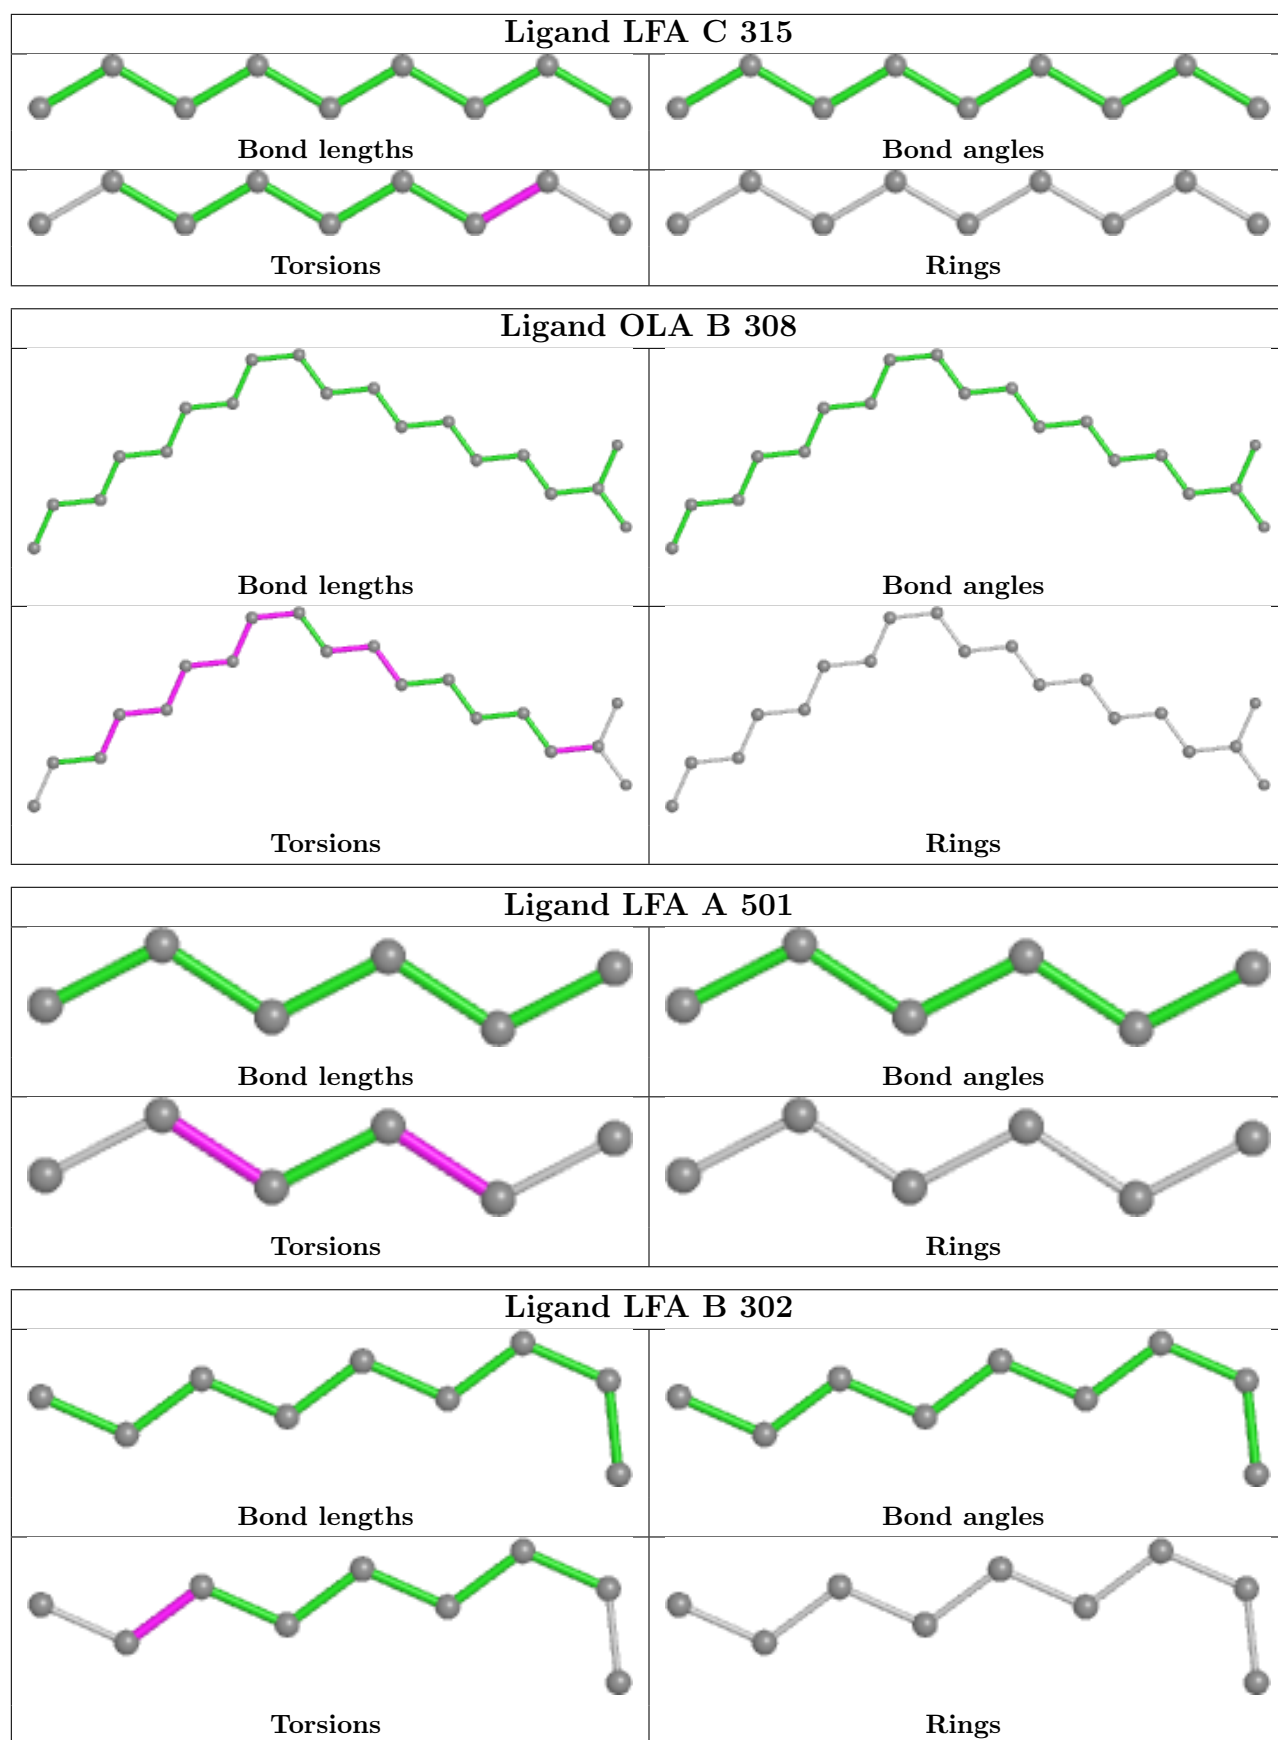 Ligand LFA C 315
Bond lengths
Bond angles
Torsions
Rings
Ligand OLA B 308
Bond lengths
Bond angles
Torsions
Rings
Ligand LFA A 501
Bond lengths
Bond angles
Torsions
Rings
Ligand LFA B 302
Bond lengths
Bond angles
Torsions
Rings